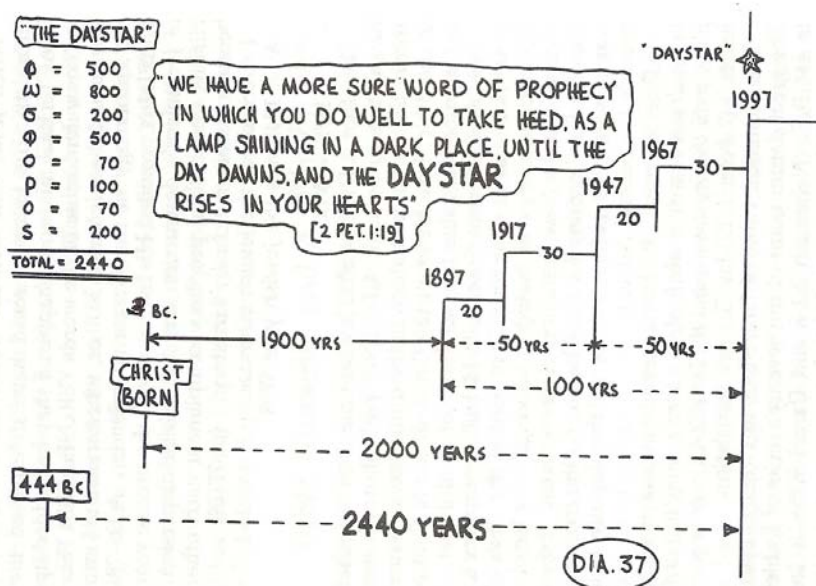 "THE DAYSTAR"
Φ = 500
ω = 800
σ = 200
Φ = 500
O = 70
P = 100
O = 70
S = 200
TOTAL = 2440
"WE HAVE A MORE SURE WORD OF PROPHECY
IN WHICH YOU DO WELL TO TAKE HEED, AS A
LAMP SHINING IN A DARK PLACE, UNTIL THE
DAY DAWNS, AND THE DAYSTAR
RISES IN YOUR HEARTS"
[2 PET. 1:19]
"DAYSTAR"
1997
1967
30
1947
20
1917
30
1897
20
BC.
1900 YRS
50 YRS
50 YRS
CHRIST
BORN
100 YRS
2000 YEARS
444 BC
2440 YEARS
DIA. 37